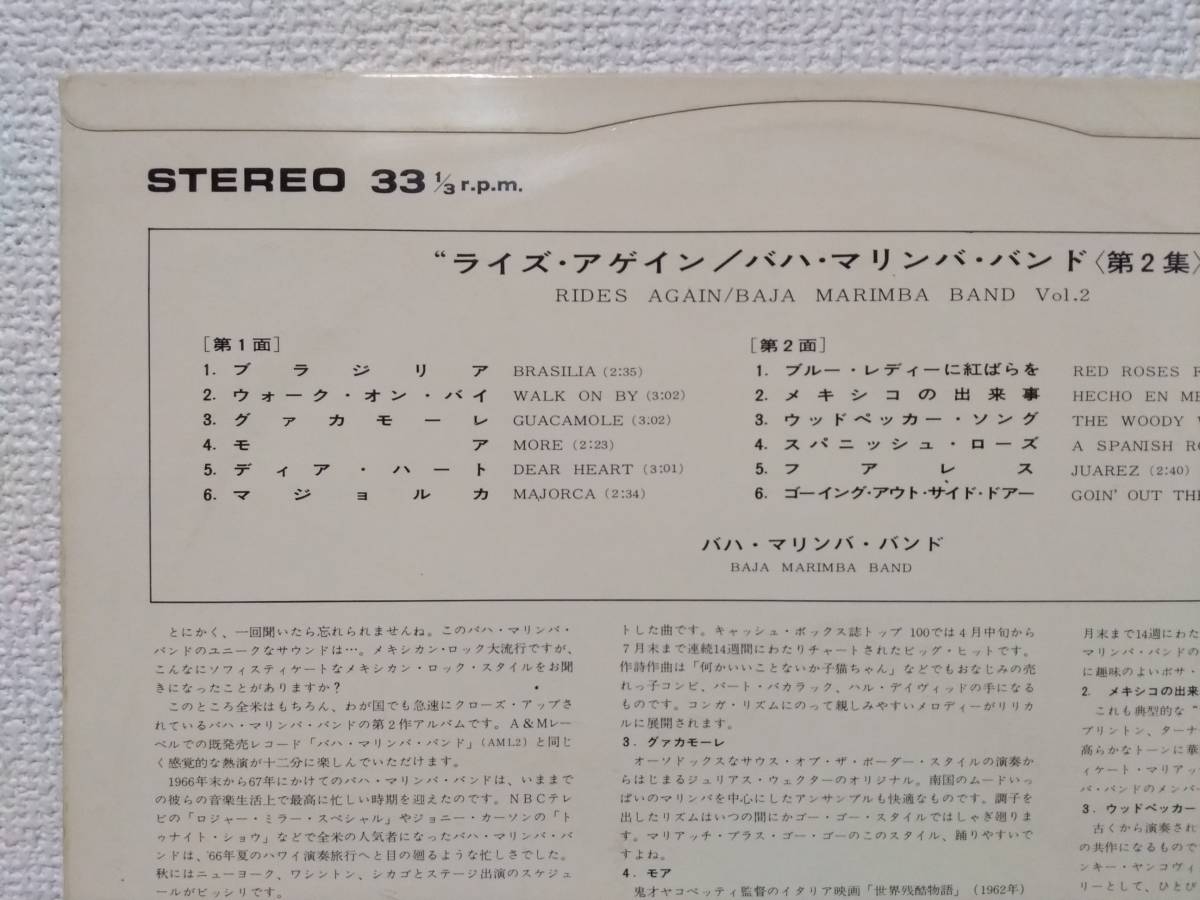 STEREO 33 1/3 r.p.m.
“ライズ・アゲイン/バハ・マリンバ・バンド〈第2集〉
RIDES AGAIN/BAJA MARIMBA BAND Vol.2
[第1面]
1. ブラジリア BRASILIA (2:35)
2. ウォーク・オン・バイ WALK ON BY (3:02)
3. グァカモーレ GUACAMOLE (3:02)
4. モア MORE (2:23)
5. ディア・ハート DEAR HEART (3:01)
6. マジョルカ MAJORCA (2:34)
[第2面]
1. ブルー・レディーに紅ばらを RED ROSES F
2. メキシコの出来事 HECHO EN ME
3. ウッドペッカー・ソング THE WOODY W
4. スパニッシュ・ローズ A SPANISH RO
5. フアレス JUAREZ (2:40)
6. ゴーイング・アウト・サイド・ドアー GOIN' OUT THE
バハ・マリンバ・バンド
BAJA MARIMBA BAND
とにかく、一回聞いたら忘れられませんね。このバハ・マリンバ・
バンドのユニークなサウンドは…。メキシカン・ロック大流行ですが、
こんなにソフィスティケートなメキシカン・ロック・スタイルをお聞
きになったことがありますか?
このところ全米はもちろん、わが国でも急速にクローズ・アップさ
れているバハ・マリンバ・バンドの第2作アルバムです。A&Mレー
ベルでの既発売レコード「バハ・マリンバ・バンド」(AML2)と同じ
く感覚的な熱演が十二分に楽しんでいただけます。
1966年末から67年にかけてのバハ・マリンバ・バンドは、いままで
の彼らの音楽生活上で最高に忙しい時期を迎えたのです。NBCテレ
ビの「ロジャー・ミラー・スペシャル」やジョニー・カーソンの「ト
ゥナイト・ショウ」などで全米の人気者になったバハ・マリンバ・バ
ンドは、'66年夏のハワイ演奏旅行へと目の廻るような忙しさでした。
秋にはニューヨーク、ワシントン、シカゴとステージ出演のスケジュ
ールがビッシリです。
トした曲です。キャッシュ・ボックス誌トップ100では4月中旬から
7月末まで連続14週間にわたりチャートされたビッグ・ヒットです。
作詩作曲は「何かいいことないか子猫ちゃん」などでもおなじみの売
れっ子コンビ、バート・バカラック、ハル・デイヴィッドの手になる
ものです。コンガ・リズムにのって親しみやすいメロディーがリリカ
ルに展開されます。
3. グァカモーレ
オーソドックスなサウス・オブ・ザ・ボーダー・スタイルの演奏か
らはじまるジュリアス・ウェクターのオリジナル。南国のムードいっ
ぱいのマリンバを中心にしたアンサンブルも快適なものです。調子を
出したリズムはいつの間にかゴー・ゴー・スタイルではしゃぎ廻りま
す。マリアッチ・プラス・ゴー・ゴーのこのスタイル、踊りやすいで
すよね。
4. モア
鬼才ヤコペッティ監督のイタリア映画「世界残酷物語」(1962年)
月末まで14週にわた
マリンバ・バンドの
に趣味のよいボサ・
2. メキシコの出来
これも典型的な“
プリントン、ターナ
高らかなトーンに華
ィケート・マリアッ
バ・バンドのメンバ
3. ウッドペッカー
古くから演奏され
の共作になるもので
ンキー・ヤンコヴィ
リーとして、ひとび